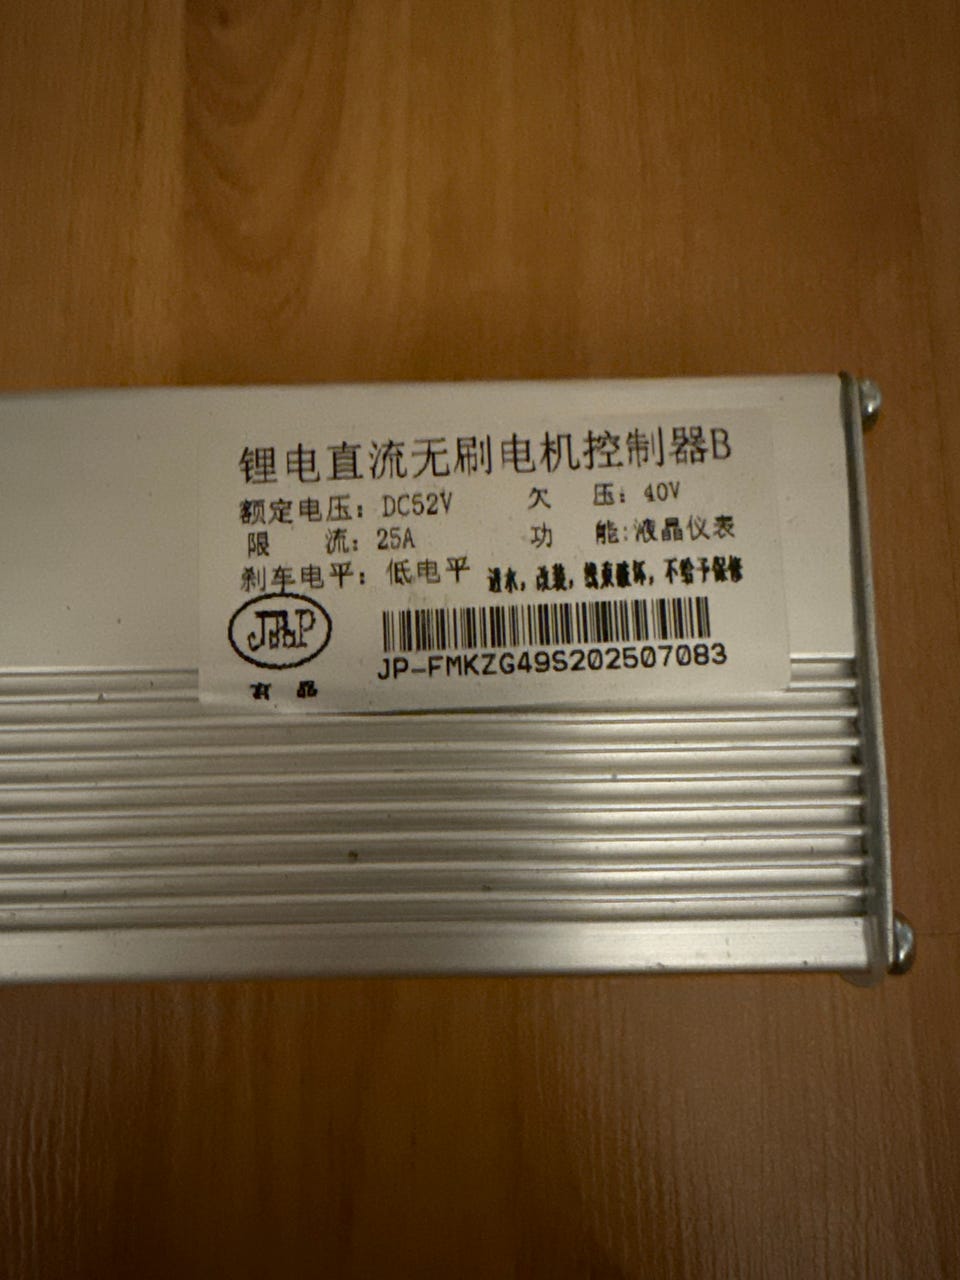 锂电直流无刷电机控制器B
额定电压：DC52V 欠 压：40V
限 流：25A 功 能:液晶仪表
刹车电平：低电平 进水，改装，线束破坏，不给予保修
JP-FMKZG49S202507083